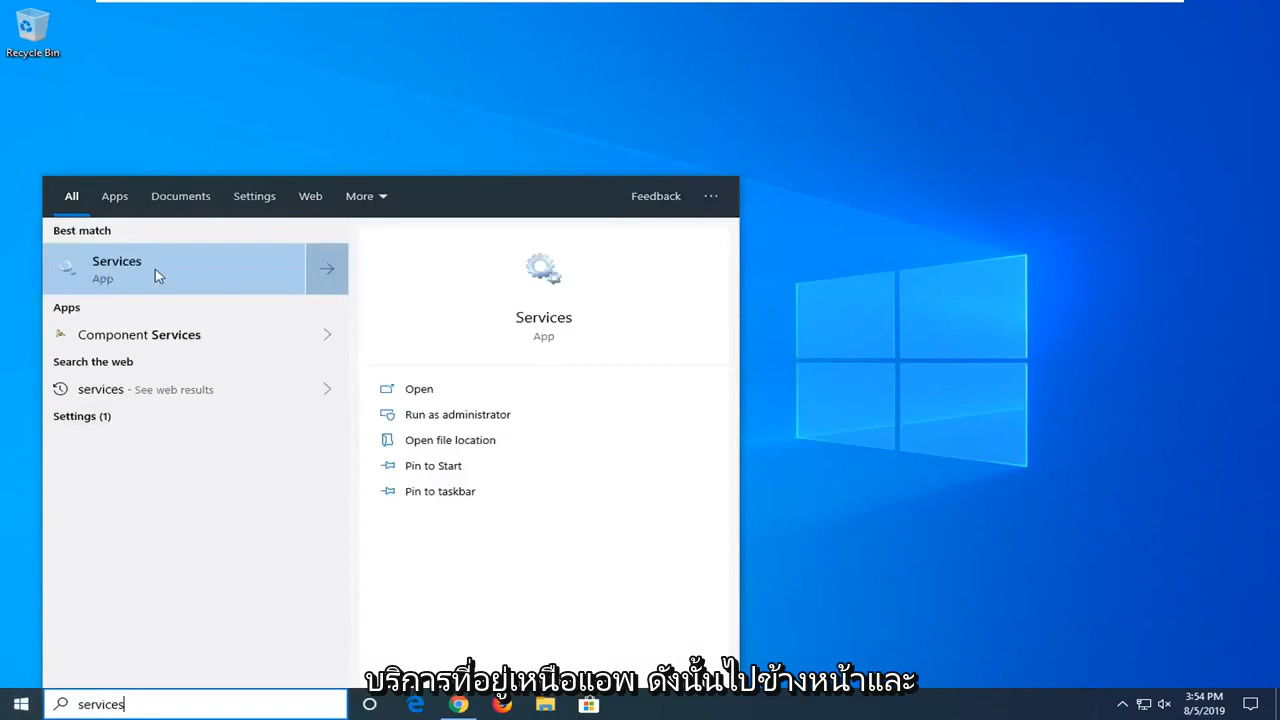 Recycle Bin
All Apps Documents Settings Web More Feedback ...
Best match
Services
App
Apps
Component Services
Search the web
services - See web results
Settings (1)
Services
App
Open
Run as administrator
Open file location
Pin to Start
Pin to taskbar
บริการที่อยู่เหนือแอพ ดังนั้นไปข้างหน้าและ
services
3:54 PM
8/5/2019